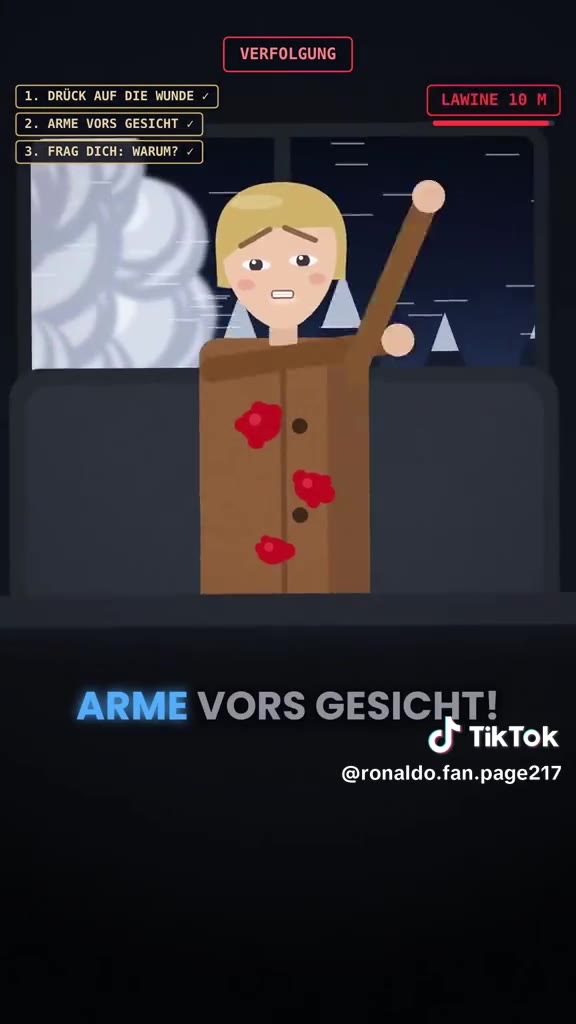 VERFOLGUNG
1. DRÜCK AUF DIE WUNDE ✓
2. ARME VORS GESICHT ✓
3. FRAG DICH: WARUM? ✓
LAWINE 10 M
ARME VORS GESICHT!
TikTok
@ronaldo.fan.page217